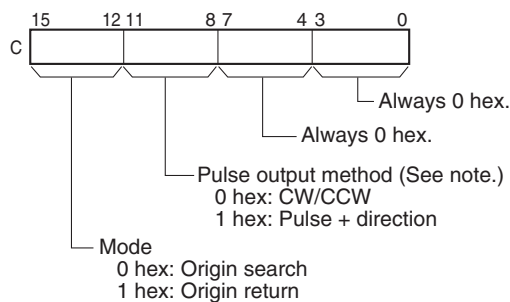 15 12 11 8 7 4 3 0
C
Always 0 hex.
Always 0 hex.
Pulse output method (See note.)
0 hex: CW/CCW
1 hex: Pulse + direction
Mode
0 hex: Origin search
1 hex: Origin return